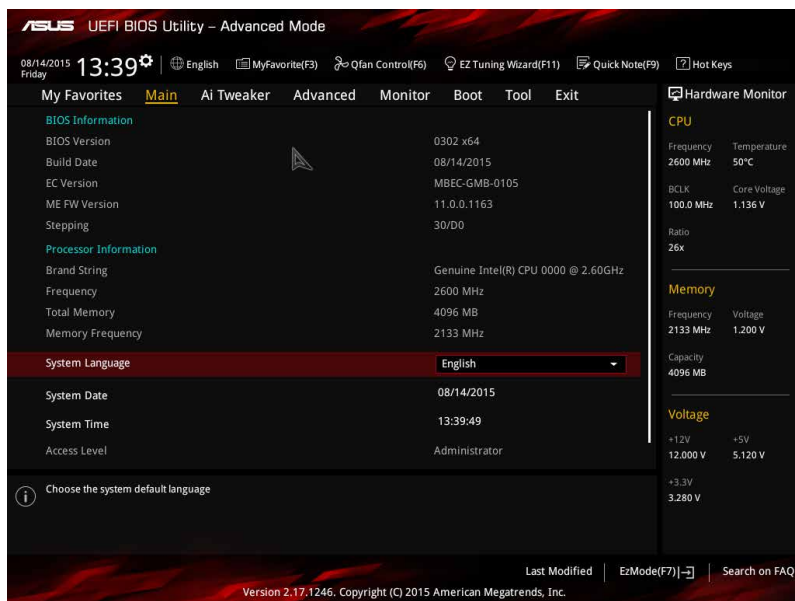 ASUS UEFI BIOS Utility – Advanced Mode
08/14/2015
Friday
13:39
English
MyFavorite(F3)
Qfan Control(F6)
EZ Tuning Wizard(F11)
Quick Note(F9)
? Hot Keys
My Favorites Main Ai Tweaker Advanced Monitor Boot Tool Exit
BIOS Information
BIOS Version 0302 x64
Build Date 08/14/2015
EC Version MBEC-GMB-0105
ME FW Version 11.0.0.1163
Stepping 30/D0
Processor Information
Brand String Genuine Intel(R) CPU 0000 @ 2.60GHz
Frequency 2600 MHz
Total Memory 4096 MB
Memory Frequency 2133 MHz
System Language English
System Date 08/14/2015
System Time 13:39:49
Access Level Administrator
i Choose the system default language
Hardware Monitor
CPU
Frequency Temperature
2600 MHz 50°C
BCLK Core Voltage
100.0 MHz 1.136 V
Ratio
26x
Memory
Frequency Voltage
2133 MHz 1.200 V
Capacity
4096 MB
Voltage
+12V +5V
12.000 V 5.120 V
+3.3V
3.280 V
Last Modified EzMode(F7) Search on FAQ
Version 2.17.1246. Copyright (C) 2015 American Megatrends, Inc.